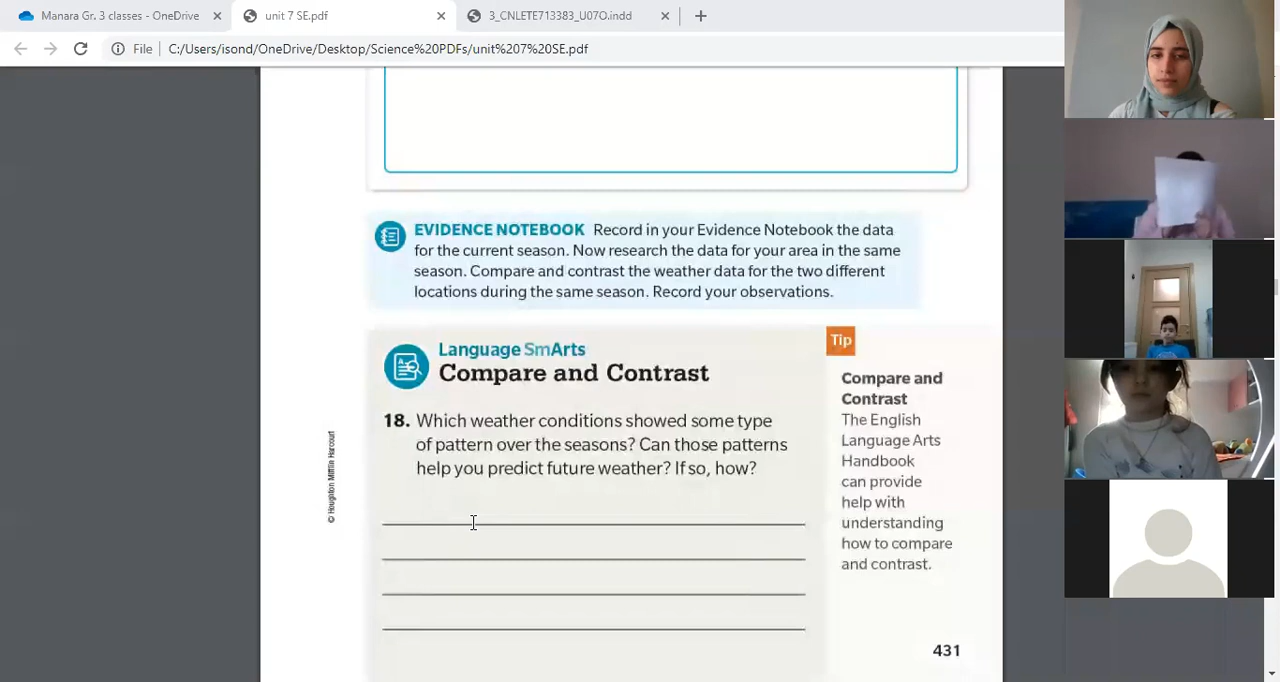 Manara Gr. 3 classes - OneDrive
unit 7 SE.pdf
3_CNLETE713383_U07O.indd
File
C:/Users/isond/OneDrive/Desktop/Science%20PDFs/unit%207%20SE.pdf
EVIDENCE NOTEBOOK Record in your Evidence Notebook the data
for the current season. Now research the data for your area in the same
season. Compare and contrast the weather data for the two different
locations during the same season. Record your observations.
Language SmArts
Compare and Contrast
18. Which weather conditions showed some type
of pattern over the seasons? Can those patterns
help you predict future weather? If so, how?
Tip
Compare and
Contrast
The English
Language Arts
Handbook
can provide
help with
understanding
how to compare
and contrast.
© Houghton Mifflin Harcourt
431